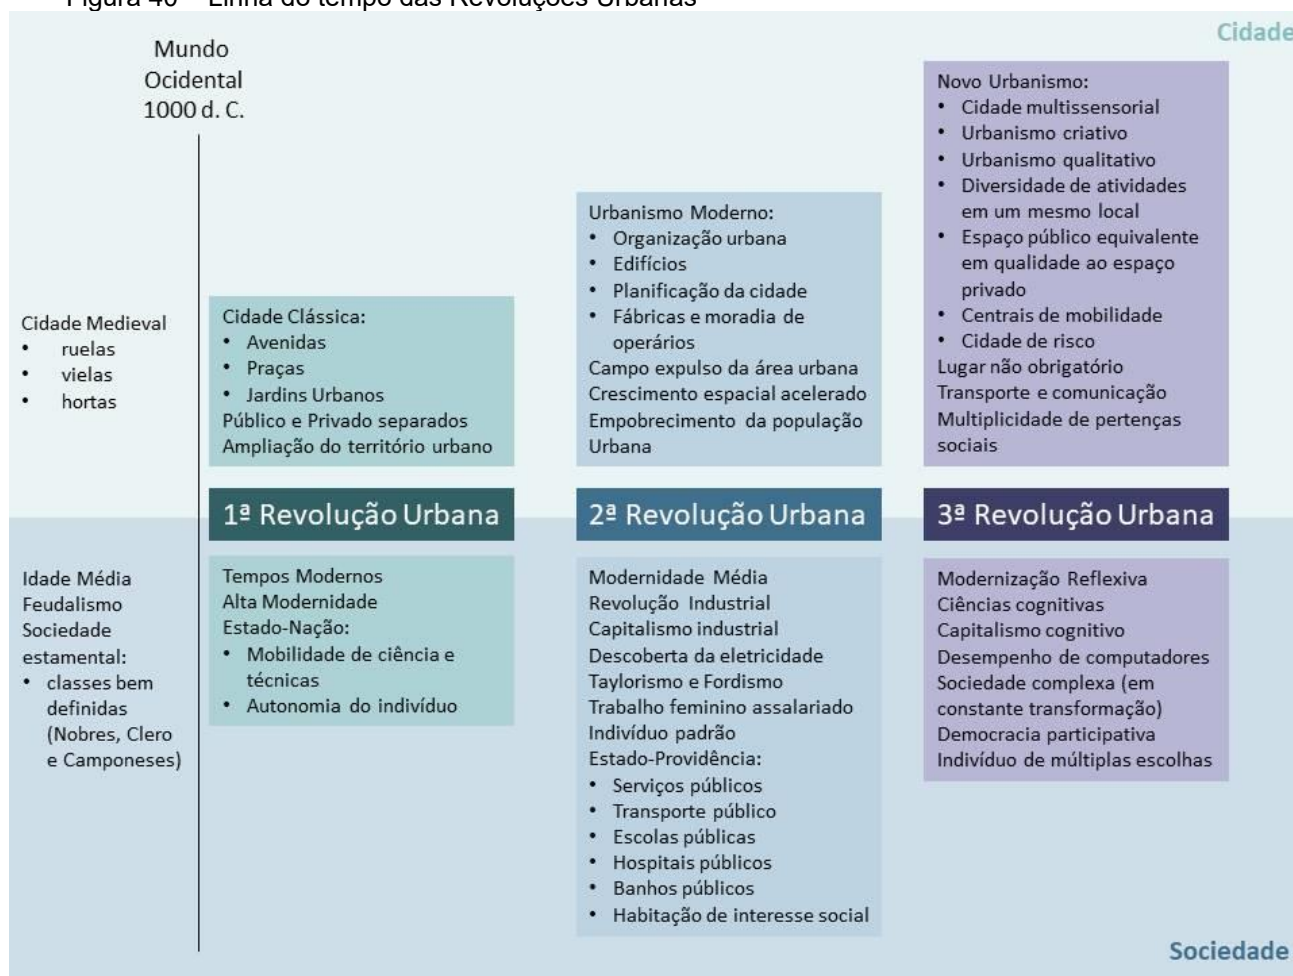 Figura 40 – Linha do tempo das Revoluções Urbanas
Cidade
Mundo
Ocidental
1000 d. C.
Cidade Medieval
• ruelas
• vielas
• hortas
Cidade Clássica:
• Avenidas
• Praças
• Jardins Urbanos
Público e Privado separados
Ampliação do território urbano
Urbanismo Moderno:
• Organização urbana
• Edifícios
• Planificação da cidade
• Fábricas e moradia de
operários
Campo expulso da área urbana
Crescimento espacial acelerado
Empobrecimento da população
Urbana
Novo Urbanismo:
• Cidade multissensorial
• Urbanismo criativo
• Urbanismo qualitativo
• Diversidade de atividades
em um mesmo local
• Espaço público equivalente
em qualidade ao espaço
privado
• Centrais de mobilidade
• Cidade de risco
Lugar não obrigatório
Transporte e comunicação
Multiplicidade de pertenças
sociais
1ª Revolução Urbana
2ª Revolução Urbana
3ª Revolução Urbana
Idade Média
Feudalismo
Sociedade
estamental:
• classes bem
definidas
(Nobres, Clero
e Camponeses)
Tempos Modernos
Alta Modernidade
Estado-Nação:
• Mobilidade de ciência e
técnicas
• Autonomia do indivíduo
Modernidade Média
Revolução Industrial
Capitalismo industrial
Descoberta da eletricidade
Taylorismo e Fordismo
Trabalho feminino assalariado
Indivíduo padrão
Estado-Providência:
• Serviços públicos
• Transporte público
• Escolas públicas
• Hospitais públicos
• Banhos públicos
• Habitação de interesse social
Modernização Reflexiva
Ciências cognitivas
Capitalismo cognitivo
Desempenho de computadores
Sociedade complexa (em
constante transformação)
Democracia participativa
Indivíduo de múltiplas escolhas
Sociedade